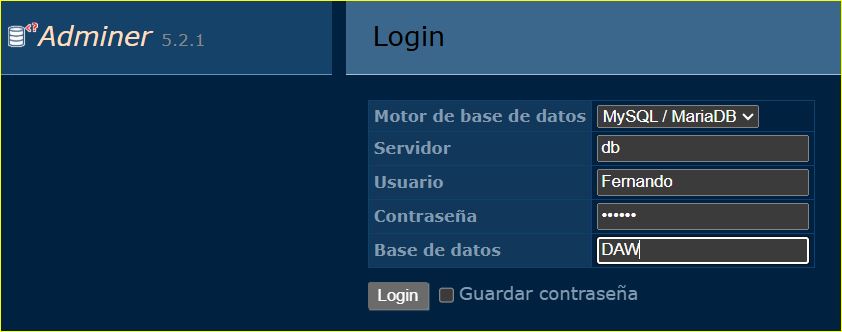 Adminer 5.2.1
Login
Motor de base de datos MySQL / MariaDB
Servidor db
Usuario Fernando
Contraseña ••••••
Base de datos DAW
Login Guardar contraseña